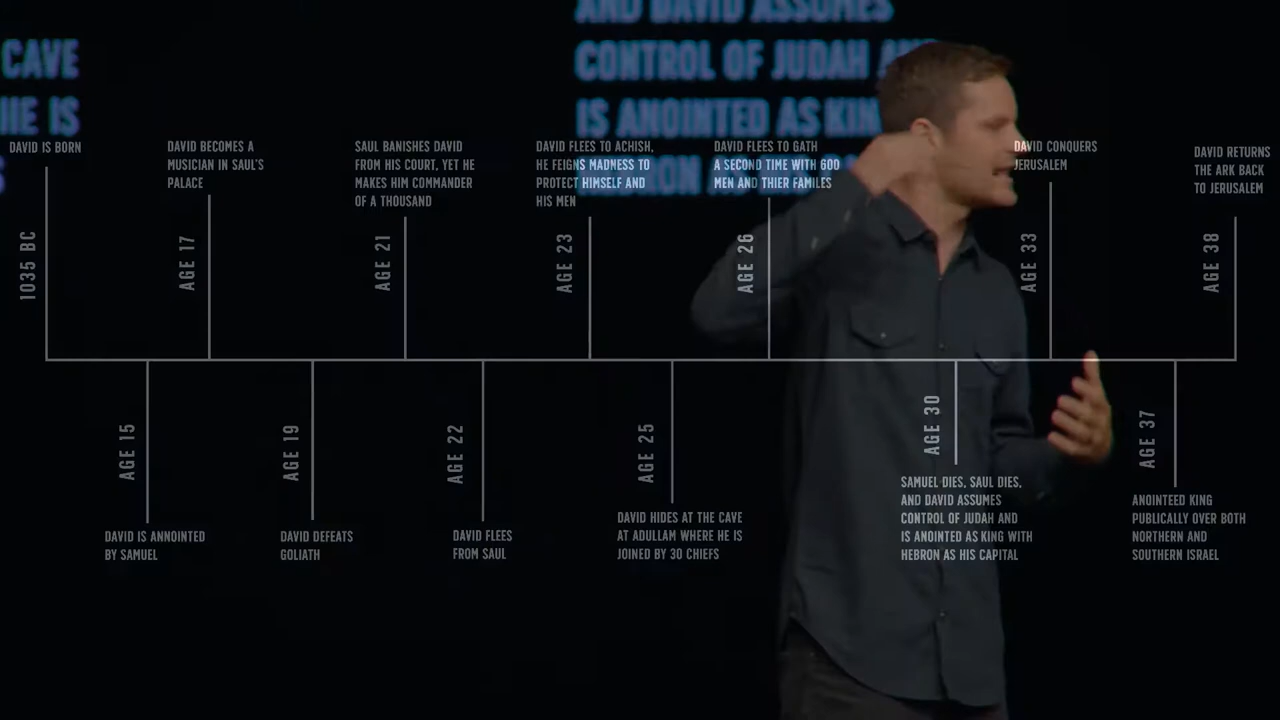 AND DAVID ASSUMES
CAVE
CONTROL OF JUDAH AND
IS ANOINTED AS KING
DAVID IS BORN
1035 BC
DAVID BECOMES A
MUSICIAN IN SAUL'S
PALACE
AGE 17
SAUL BANISHES DAVID
FROM HIS COURT, YET HE
MAKES HIM COMMANDER
OF A THOUSAND
AGE 21
DAVID FLEES TO ACHISH,
HE FEIGNS MADNESS TO
PROTECT HIMSELF AND
HIS MEN
AGE 23
DAVID FLEES TO GATH
A SECOND TIME WITH 600
MEN AND THIER FAMILES
AGE 26
DAVID CONQUERS
JERUSALEM
AGE 33
DAVID RETURNS
THE ARK BACK
TO JERUSALEM
AGE 38
AGE 15
DAVID IS ANNOINTED
BY SAMUEL
AGE 19
DAVID DEFEATS
GOLIATH
AGE 22
DAVID FLEES
FROM SAUL
AGE 25
DAVID HIDES AT THE CAVE
AT ADULLAM WHERE HE IS
JOINED BY 30 CHIEFS
AGE 30
SAMUEL DIES, SAUL DIES,
AND DAVID ASSUMES
CONTROL OF JUDAH AND
IS ANOINTED AS KING WITH
HEBRON AS HIS CAPITAL
AGE 37
ANOINTEED KING
PUBLICALLY OVER BOTH
NORTHERN AND
SOUTHERN ISRAEL